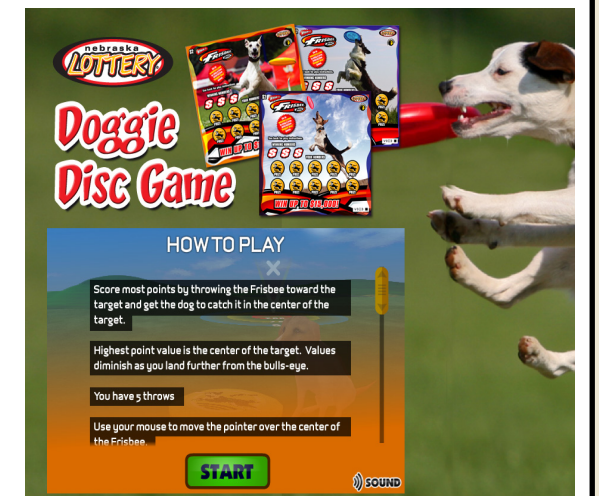 nebraska
LOTTERY
Doggie
Disc Game
FRISBEE
WIN UP TO $15,000!
HOW TO PLAY
Score most points by throwing the Frisbee toward the
target and get the dog to catch it in the center of the
target.
Highest point value is the center of the target. Values
diminish as you land further from the bulls-eye.
You have 5 throws
Use your mouse to move the pointer over the center of
the Frisbee.
START
SOUND